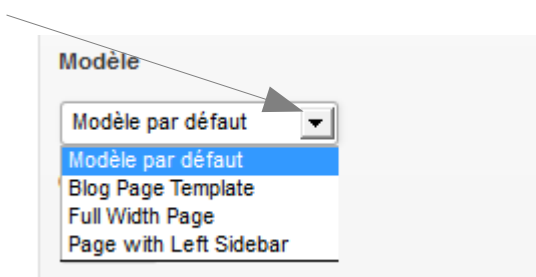 Modèle
Modèle par défaut
Modèle par défaut
Blog Page Template
Full Width Page
Page with Left Sidebar